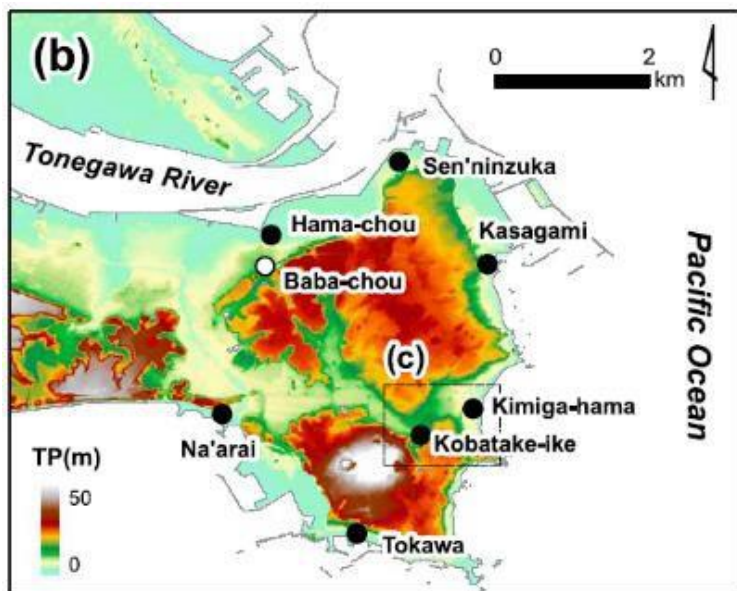 (b)
0 2
km
Tonegawa River
Sen'ninzuka
Hama-chou
Kasagami
Baba-chou
Pacific Ocean
(c)
Kimiga-hama
Na'arai
Kobatake-ike
TP(m)
50
0
Tokawa